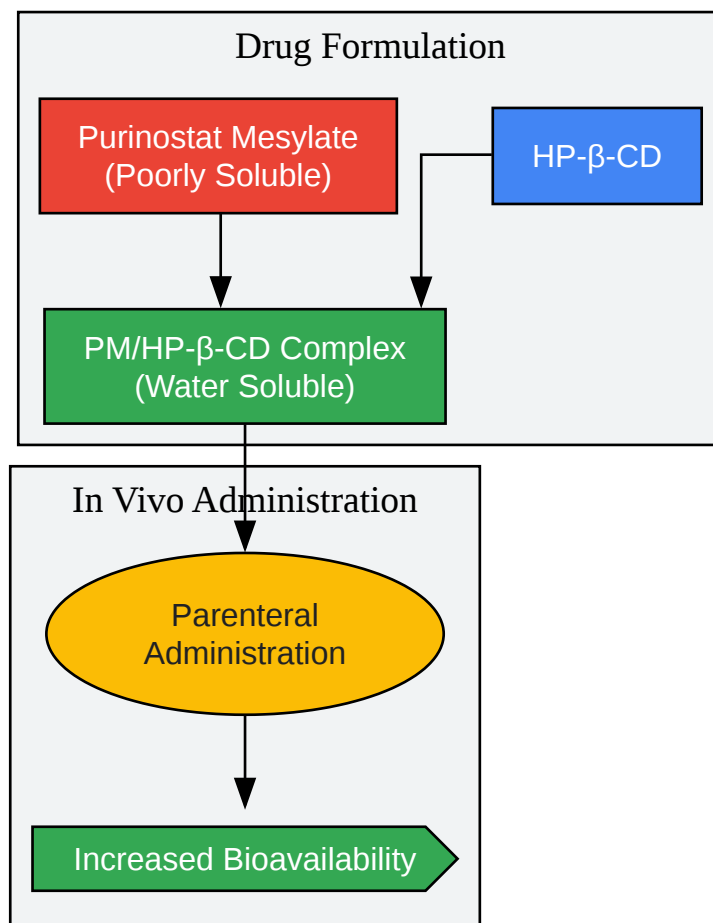 Drug Formulation
Purinostat Mesylate
(Poorly Soluble)
HP-β-CD
PM/HP-β-CD Complex
(Water Soluble)
In Vivo Administration
Parenteral
Administration
Increased Bioavailability